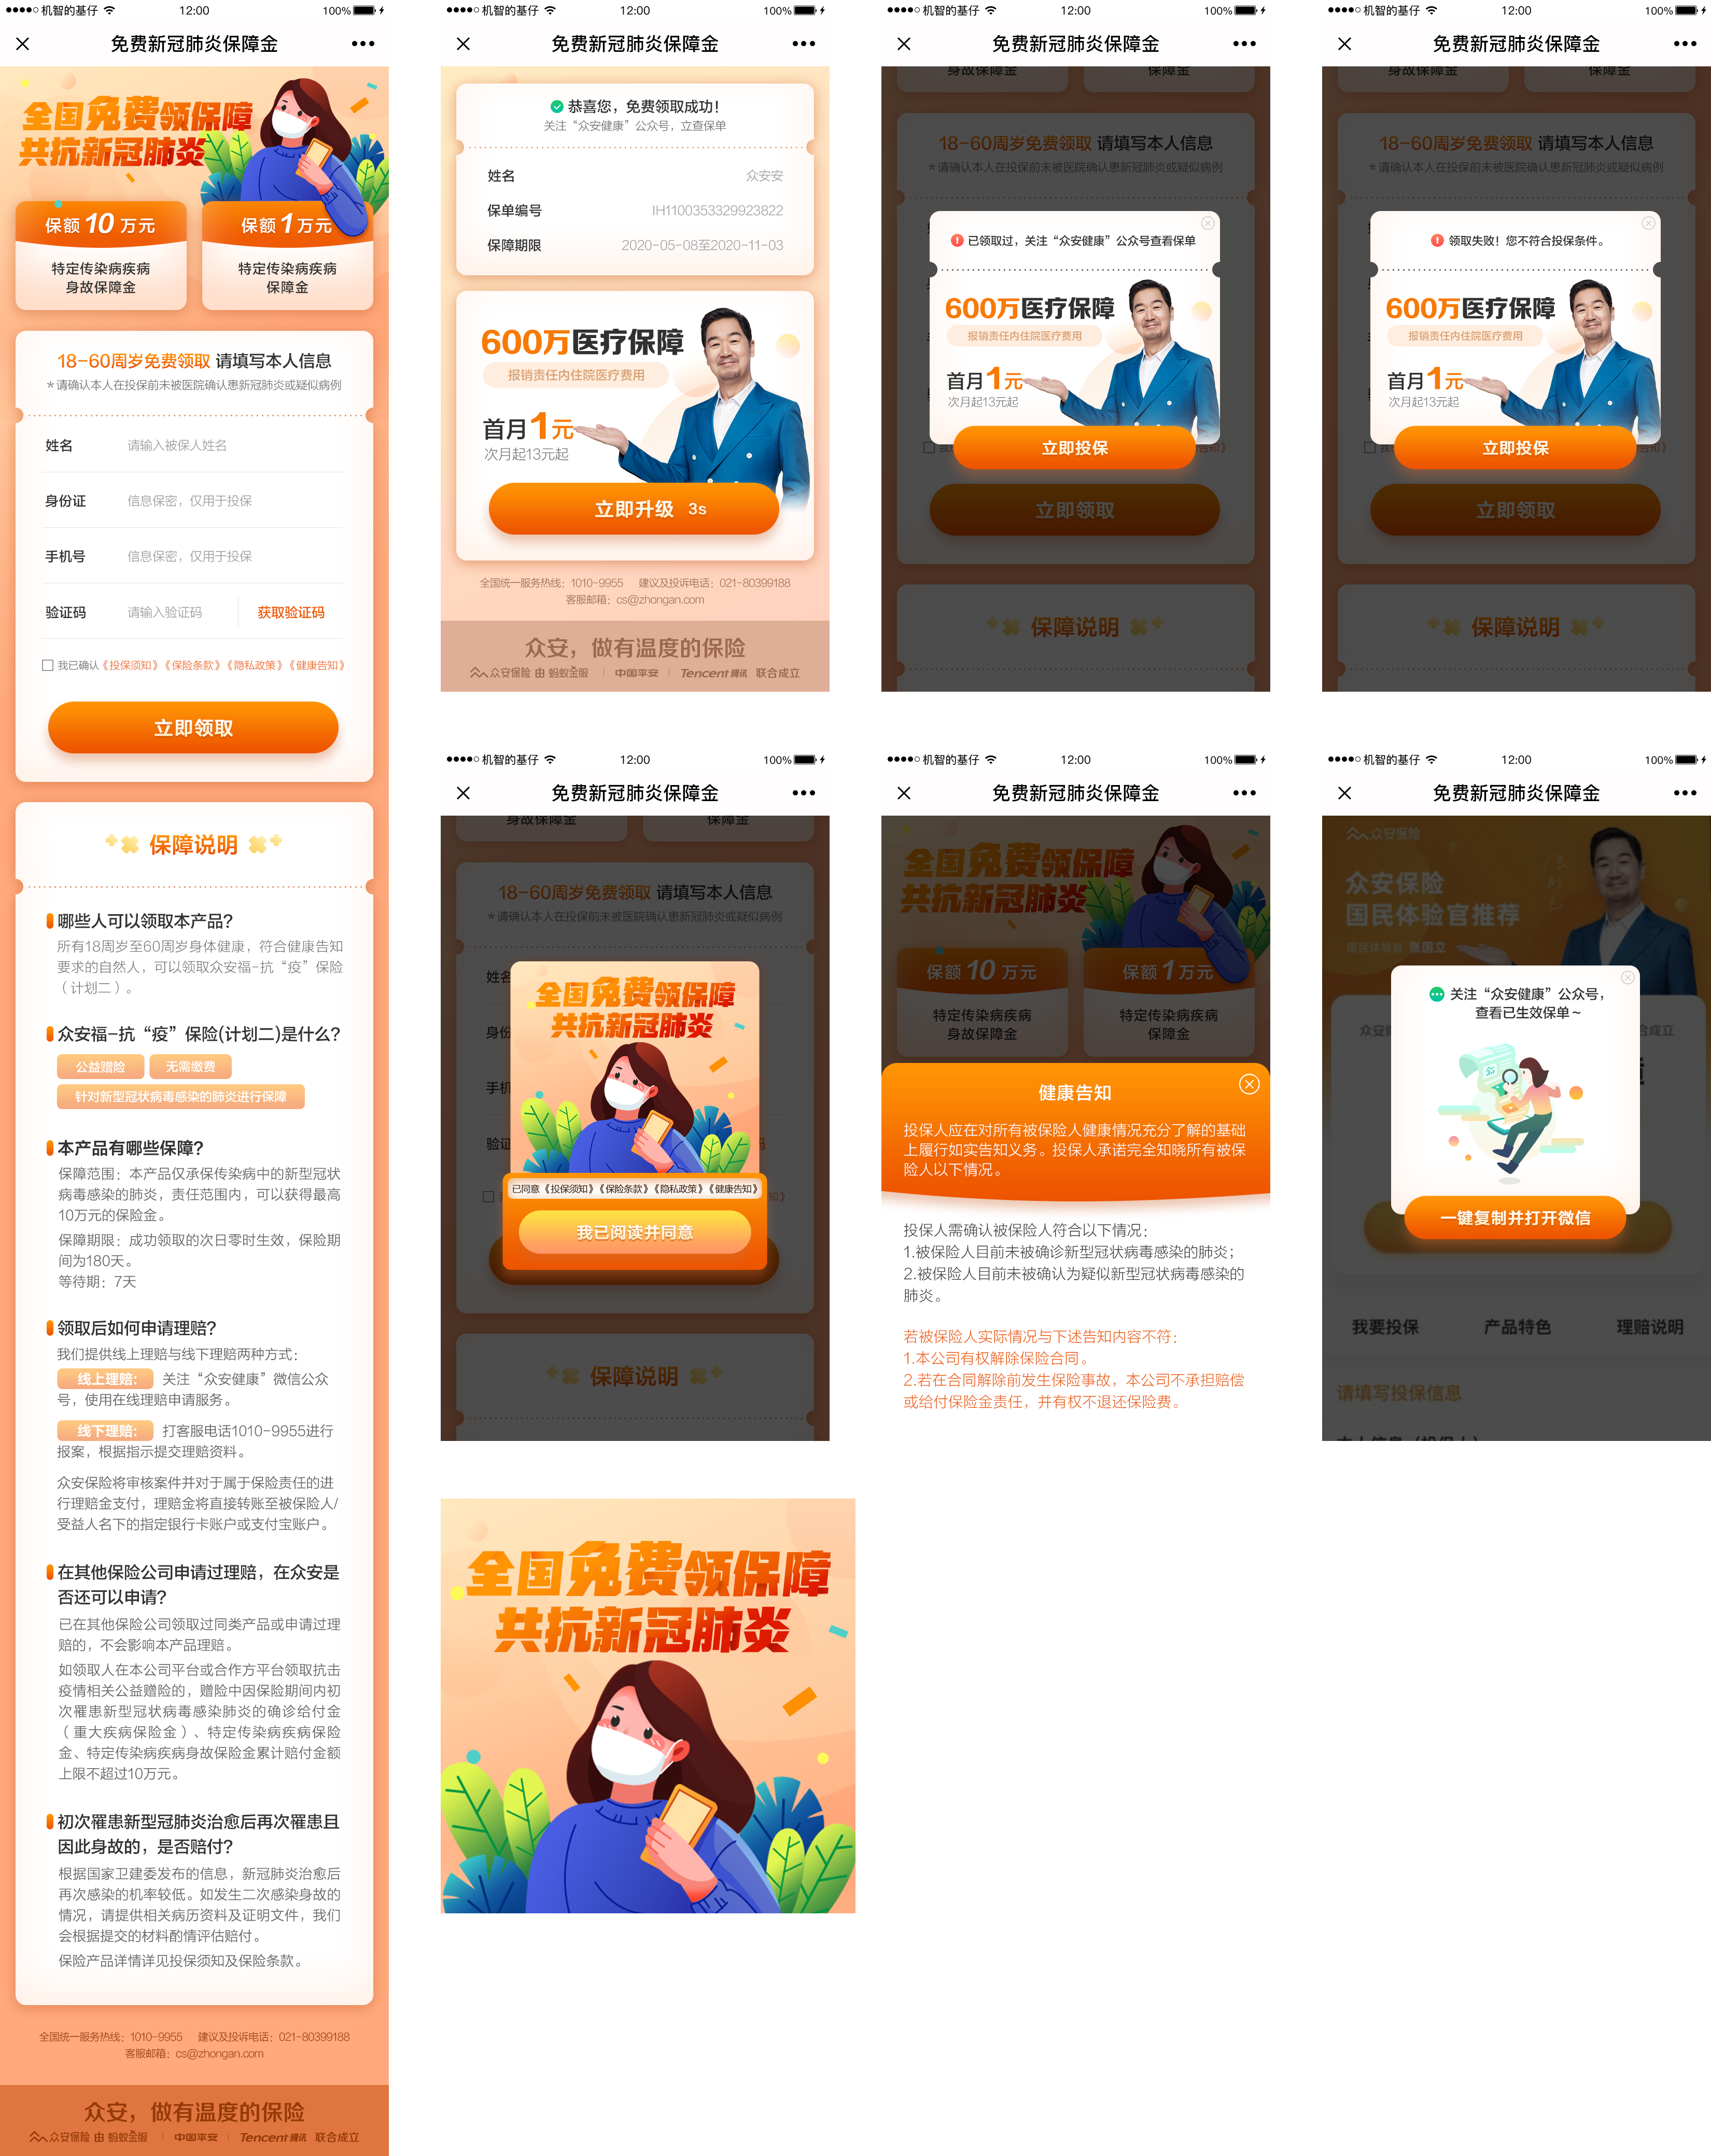 机智的基仔
12:00
100%
免费新冠肺炎保障金
全国免费领保障
共抗新冠肺炎
保额10万元
特定传染病疾病
身故保障金
保额1万元
特定传染病疾病
保障金
18-60周岁免费领取 请填写本人信息
*请确认本人在投保前未被医院确认患新冠肺炎或疑似病例
姓名 请输入被保人姓名
身份证 信息保密,仅用于投保
手机号 信息保密,仅用于投保
验证码 请输入验证码 获取验证码
我已确认《投保须知》《保险条款》《隐私政策》《健康告知》
立即领取
保障说明
哪些人可以领取本产品?
所有18周岁至60周岁身体健康,符合健康告知
要求的自然人,可以领取众安福-抗“疫”保险
(计划二)。
众安福-抗“疫”保险(计划二)是什么?
公益赠险 无需缴费
针对新型冠状病毒感染的肺炎进行保障
本产品有哪些保障?
保障范围:本产品仅承保传染病中的新型冠状
病毒感染的肺炎,责任范围内,可以获得最高
10万元的保险金。
保障期限:成功领取的次日零时生效,保险期
间为180天。
等待期:7天
领取后如何申请理赔?
我们提供线上理赔与线下理赔两种方式:
线上理赔: 关注“众安健康”微信公众
号,使用在线理赔申请服务。
线下理赔: 打客服电话1010-9955进行
报案,根据指示提交理赔资料。
众安保险将审核案件并对于属于保险责任的进
行理赔金支付,理赔金将直接转账至被保险人/
受益人名下的指定银行卡账户或支付宝账户。
在其他保险公司申请过理赔,在众安是
否还可以申请?
已在其他保险公司领取过同类产品或申请过理
赔的,不会影响本产品理赔。
如领取人在本公司平台或合作方平台领取抗击
疫情相关公益赠险的,赠险中因保险期间内初
次罹患新型冠状病毒感染肺炎的确诊给付金
(重大疾病保险金)、特定传染病疾病保险
金、特定传染病疾病身故保险金累计赔付金额
上限不超过10万元。
初次罹患新型冠肺炎治愈后再次罹患且
因此身故的,是否赔付?
根据国家卫建委发布的信息,新冠肺炎治愈后
再次感染的机率较低。如发生二次感染身故的
情况,请提供相关病历资料及证明文件,我们
会根据提交的材料酌情评估赔付。
保险产品详情详见投保须知及保险条款。
全国统一服务热线:1010-9955 建议及投诉电话:021-80399188
客服邮箱:cs@zhongan.com
众安,做有温度的保险
众安保险 由 蚂蚁金服 | 中国平安 | Tencent 腾讯 联合成立
机智的基仔
12:00
100%
免费新冠肺炎保障金
恭喜您,免费领取成功!
关注“众安健康”公众号,立查保单
姓名 众安安
保单编号 IH1100353329923822
保障期限 2020-05-08至2020-11-03
600万医疗保障
报销责任内住院医疗费用
首月1元
次月起13元起
立即升级 3s
全国统一服务热线:1010-9955 建议及投诉电话:021-80399188
客服邮箱:cs@zhongan.com
众安,做有温度的保险
众安保险 由 蚂蚁金服 | 中国平安 | Tencent 腾讯 联合成立
机智的基仔
12:00
100%
免费新冠肺炎保障金
身故保障金
保障金
18-60周岁免费领取 请填写本人信息
*请确认本人在投保前未被医院确认患新冠肺炎或疑似病例
已领取过,关注“众安健康”公众号查看保单
600万医疗保障
报销责任内住院医疗费用
首月1元
次月起13元起
立即投保
立即领取
保障说明
机智的基仔
12:00
100%
免费新冠肺炎保障金
身故保障金
保障金
18-60周岁免费领取 请填写本人信息
*请确认本人在投保前未被医院确认患新冠肺炎或疑似病例
领取失败!您不符合投保条件。
600万医疗保障
报销责任内住院医疗费用
首月1元
次月起13元起
立即投保
立即领取
保障说明
机智的基仔
12:00
100%
免费新冠肺炎保障金
身故保障金
保障金
18-60周岁免费领取 请填写本人信息
*请确认本人在投保前未被医院确认患新冠肺炎或疑似病例
全国免费领保障
共抗新冠肺炎
已同意《投保须知》《保险条款》《隐私政策》《健康告知》
我已阅读并同意
保障说明
机智的基仔
12:00
100%
免费新冠肺炎保障金
全国免费领保障
共抗新冠肺炎
保额10万元
特定传染病疾病
身故保障金
保额1万元
特定传染病疾病
保障金
健康告知
投保人应在对所有被保险人健康情况充分了解的基础
上履行如实告知义务。投保人承诺完全知晓所有被保
险人以下情况。
投保人需确认被保险人符合以下情况:
1.被保险人目前未被确诊新型冠状病毒感染的肺炎;
2.被保险人目前未被确认为疑似新型冠状病毒感染的
肺炎。
若被保险人实际情况与下述告知内容不符:
1.本公司有权解除保险合同。
2.若在合同解除前发生保险事故,本公司不承担赔偿
或给付保险金责任,并有权不退还保险费。
机智的基仔
12:00
100%
免费新冠肺炎保障金
众安保险
众安保险
国民体验官推荐
国民体验官 张国立
关注“众安健康”公众号,
查看已生效保单~
一键复制并打开微信
我要投保 产品特色 理赔说明
请填写投保信息
全国免费领保障
共抗新冠肺炎